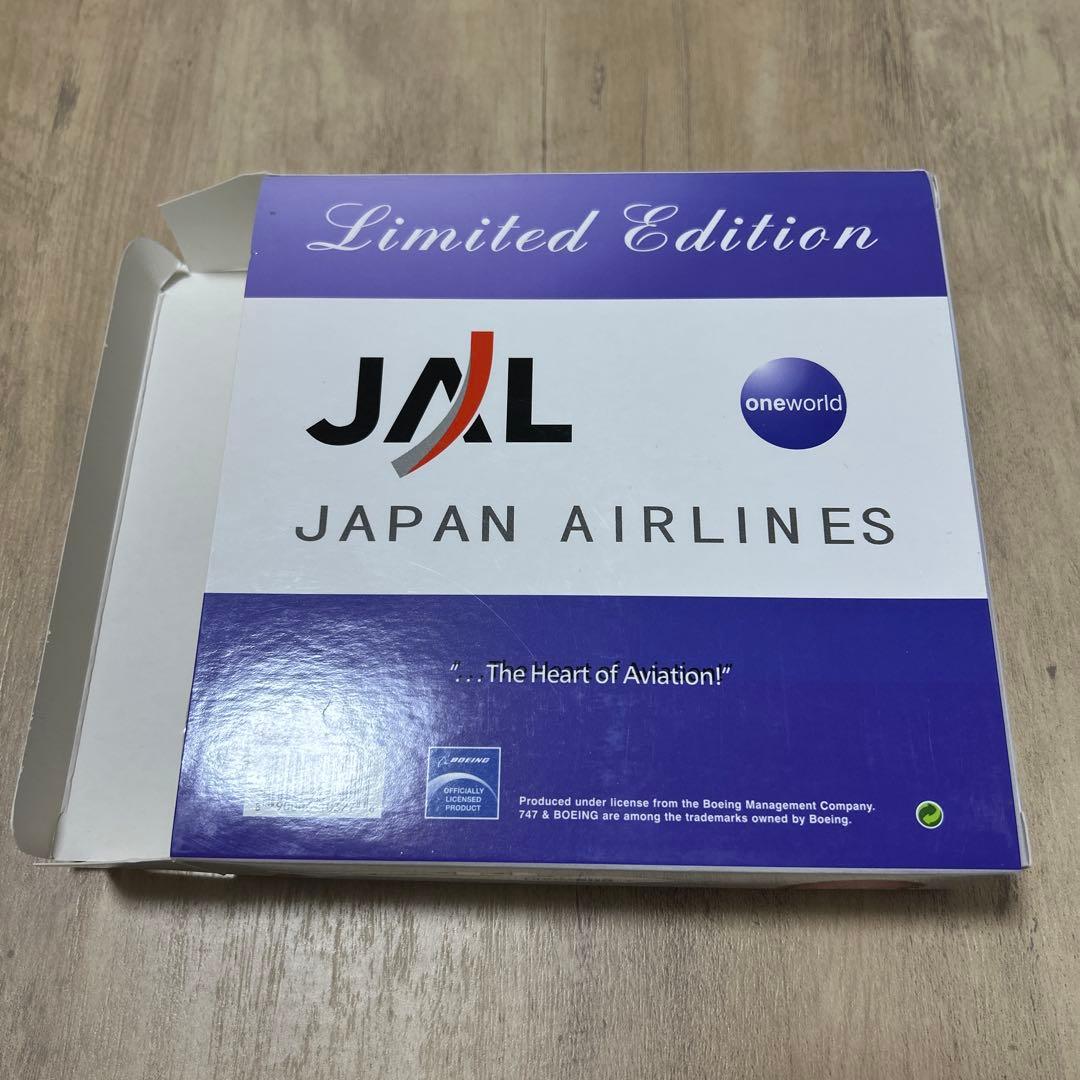 Limited Edition
JAL
oneworld
JAPAN AIRLINES
"...The Heart of Aviation!"
BOEING
OFFICIALLY
LICENSED
PRODUCT
Produced under license from the Boeing Management Company.
747 & BOEING are among the trademarks owned by Boeing.